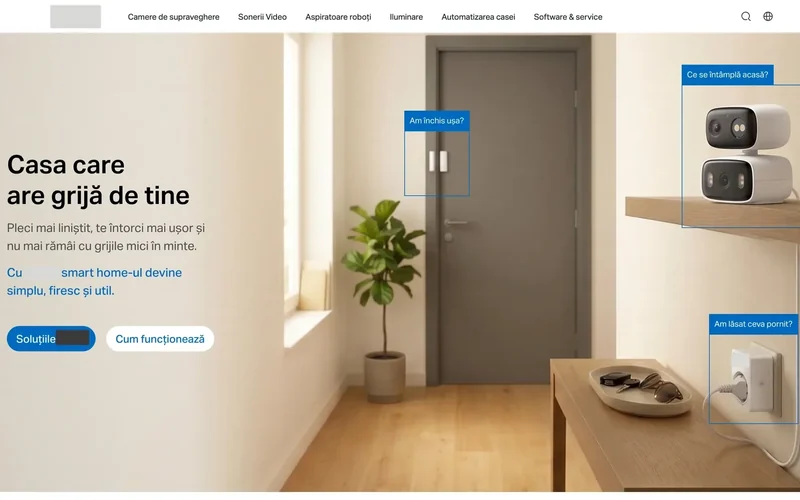 Camere de supraveghere
Sonerii Video
Aspiratoare roboți
Iluminare
Automatizarea casei
Software & service
Ce se întâmplă acasă?
Am închis ușa?
Casa care
are grijă de tine
Pleci mai liniștit, te întorci mai ușor și
nu mai rămâi cu grijile mici în minte.
Cu smart home-ul devine
simplu, firesc și util.
Am lăsat ceva pornit?
Soluțiile
Cum funcționează